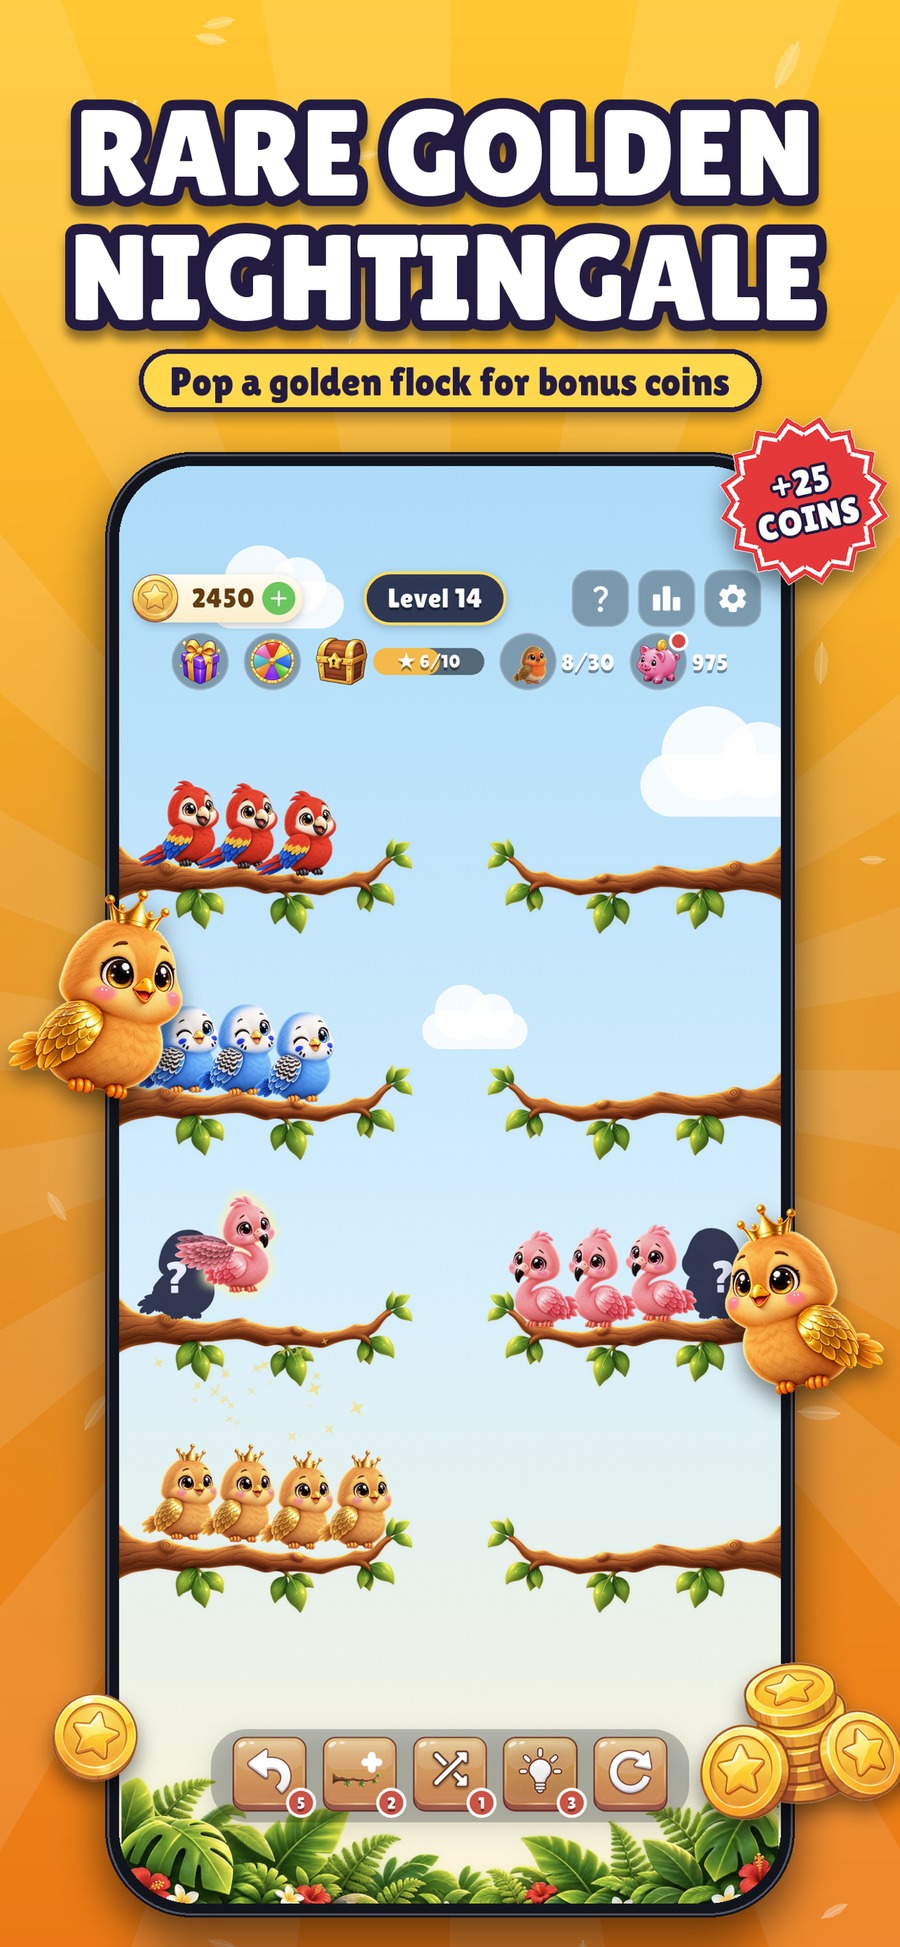 RARE GOLDEN
NIGHTINGALE
Pop a golden flock for bonus coins
+25
COINS
2450 +
Level 14
?
6/10
8/30
975
?
?
5
2
1
3